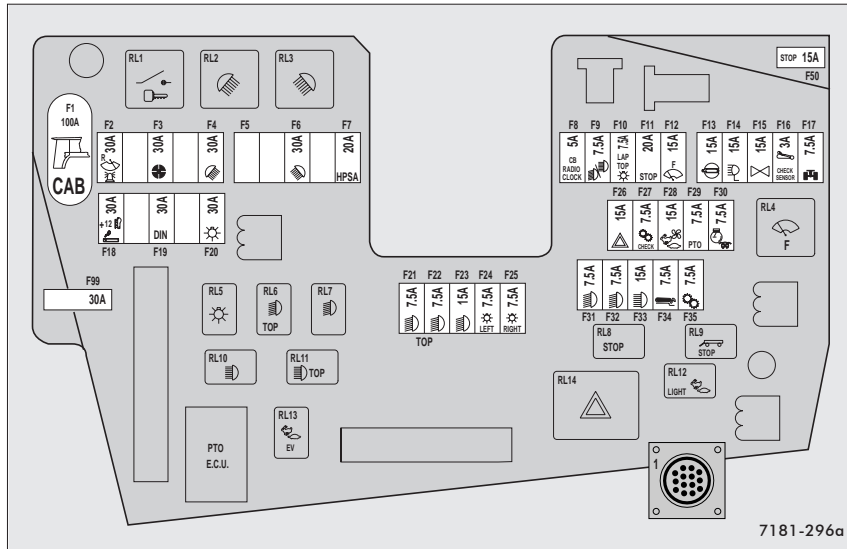 STOP 15A
F50
RL1
RL2
RL3
F1
100A
CAB
F2
30A
R
F3
30A
F4
30A
F5
F6
30A
F7
20A
HPSA
F8
5A
CB
RADIO
CLOCK
F9
7.5A
F10
7.5A
LAP
TOP
F11
20A
STOP
F12
15A
F
F13
15A
F14
15A
F15
15A
F16
3A
CHECK
SENSOR
F17
7.5A
30A
+12
F18
30A
DIN
F19
30A
F20
F26
15A
F27
7.5A
CHECK
F28
15A
F29
7.5A
PTO
F30
7.5A
RL4
F
F99
30A
RL5
RL6
TOP
RL7
F21
7.5A
F22
7.5A
F23
15A
F24
7.5A
LEFT
F25
7.5A
RIGHT
TOP
7.5A
F31
7.5A
F32
15A
F33
7.5A
F34
7.5A
F35
RL8
STOP
RL9
STOP
RL10
RL11
TOP
RL12
LIGHT
RL13
EV
RL14
PTO
E.C.U.
1
7181-296a